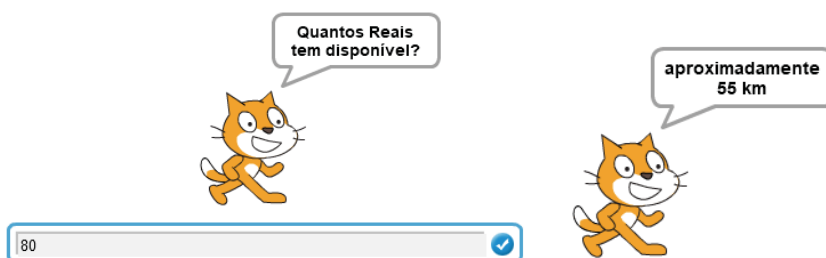 Quantos Reais
tem disponível?
aproximadamente
55 km
80